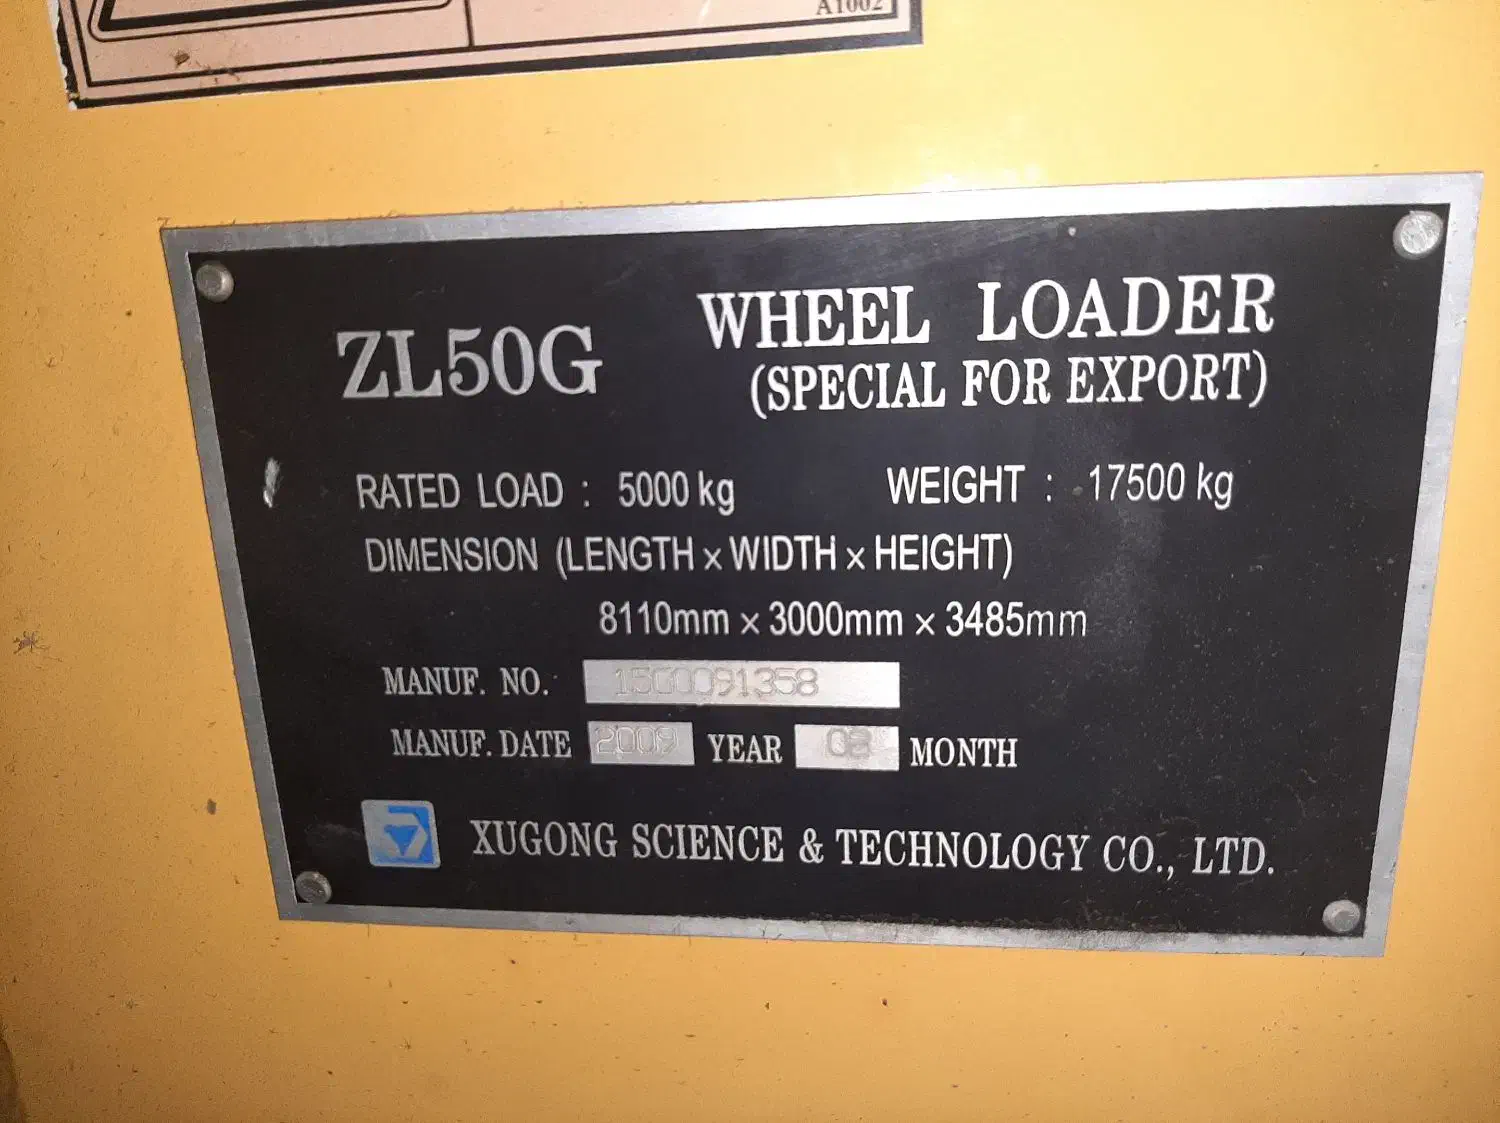 A1002
ZL50G WHEEL LOADER
(SPECIAL FOR EXPORT)
RATED LOAD : 5000 kg WEIGHT : 17500 kg
DIMENSION (LENGTH x WIDTH x HEIGHT)
8110mm x 3000mm x 3485mm
MANUF. NO.
MANUF. DATE 2009 YEAR MONTH
XUGONG SCIENCE & TECHNOLOGY CO., LTD.